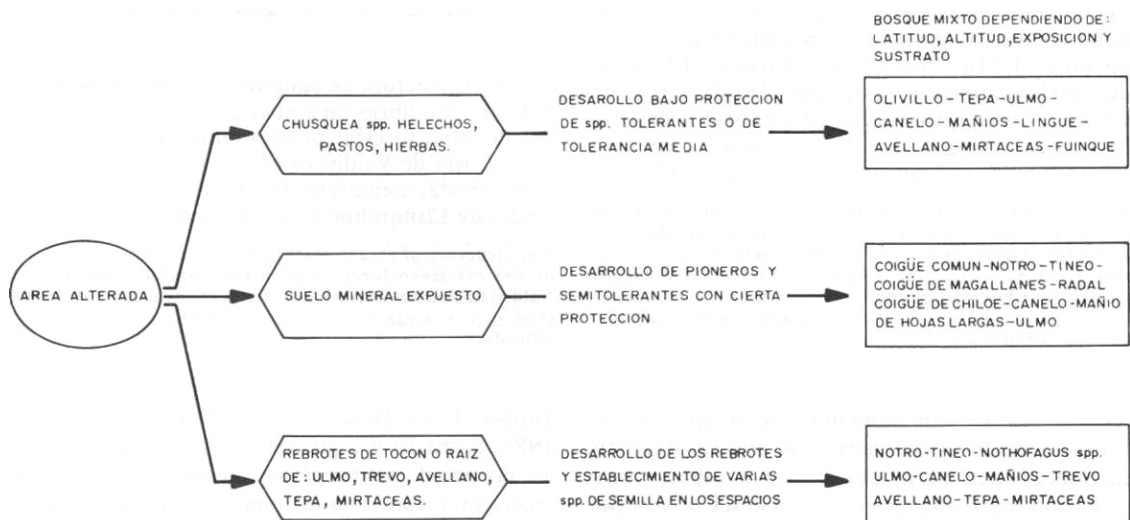 BOSQUE MIXTO DEPENDIENDO DE:
LATITUD, ALTITUD, EXPOSICION Y
SUSTRATO
CHUSQUEA spp. HELECHOS,
PASTOS, HIERBAS.
DESAROLLO BAJO PROTECCION
DE spp. TOLERANTES O DE
TOLERANCIA MEDIA
OLIVILLO-TEPA-ULMO-
CANELO-MAÑIOS-LINGUE-
AVELLANO-MIRTACEAS-FUINQUE
AREA ALTERADA
SUELO MINERAL EXPUESTO
DESARROLLO DE PIONEROS Y
SEMITOLERANTES CON CIERTA
PROTECCION.
COIGÜE COMUN-NOTRO-TINEO-
COIGÜE DE MAGALLANES-RADAL
COIGÜE DE CHILOE-CANELO-MAÑIO
DE HOJAS LARGAS-ULMO.
REBROTES DE TOCON O RAIZ
DE: ULMO, TREVO, AVELLANO,
TEPA, MIRTACEAS.
DESARROLLO DE LOS REBROTES
Y ESTABLECIMIENTO DE VARIAS
spp. DE SEMILLA EN LOS ESPACIOS
NOTRO-TINEO-NOTHOFAGUS spp.
ULMO-CANELO-MAÑIOS-TREVO
AVELLANO-TEPA-MIRTACEAS